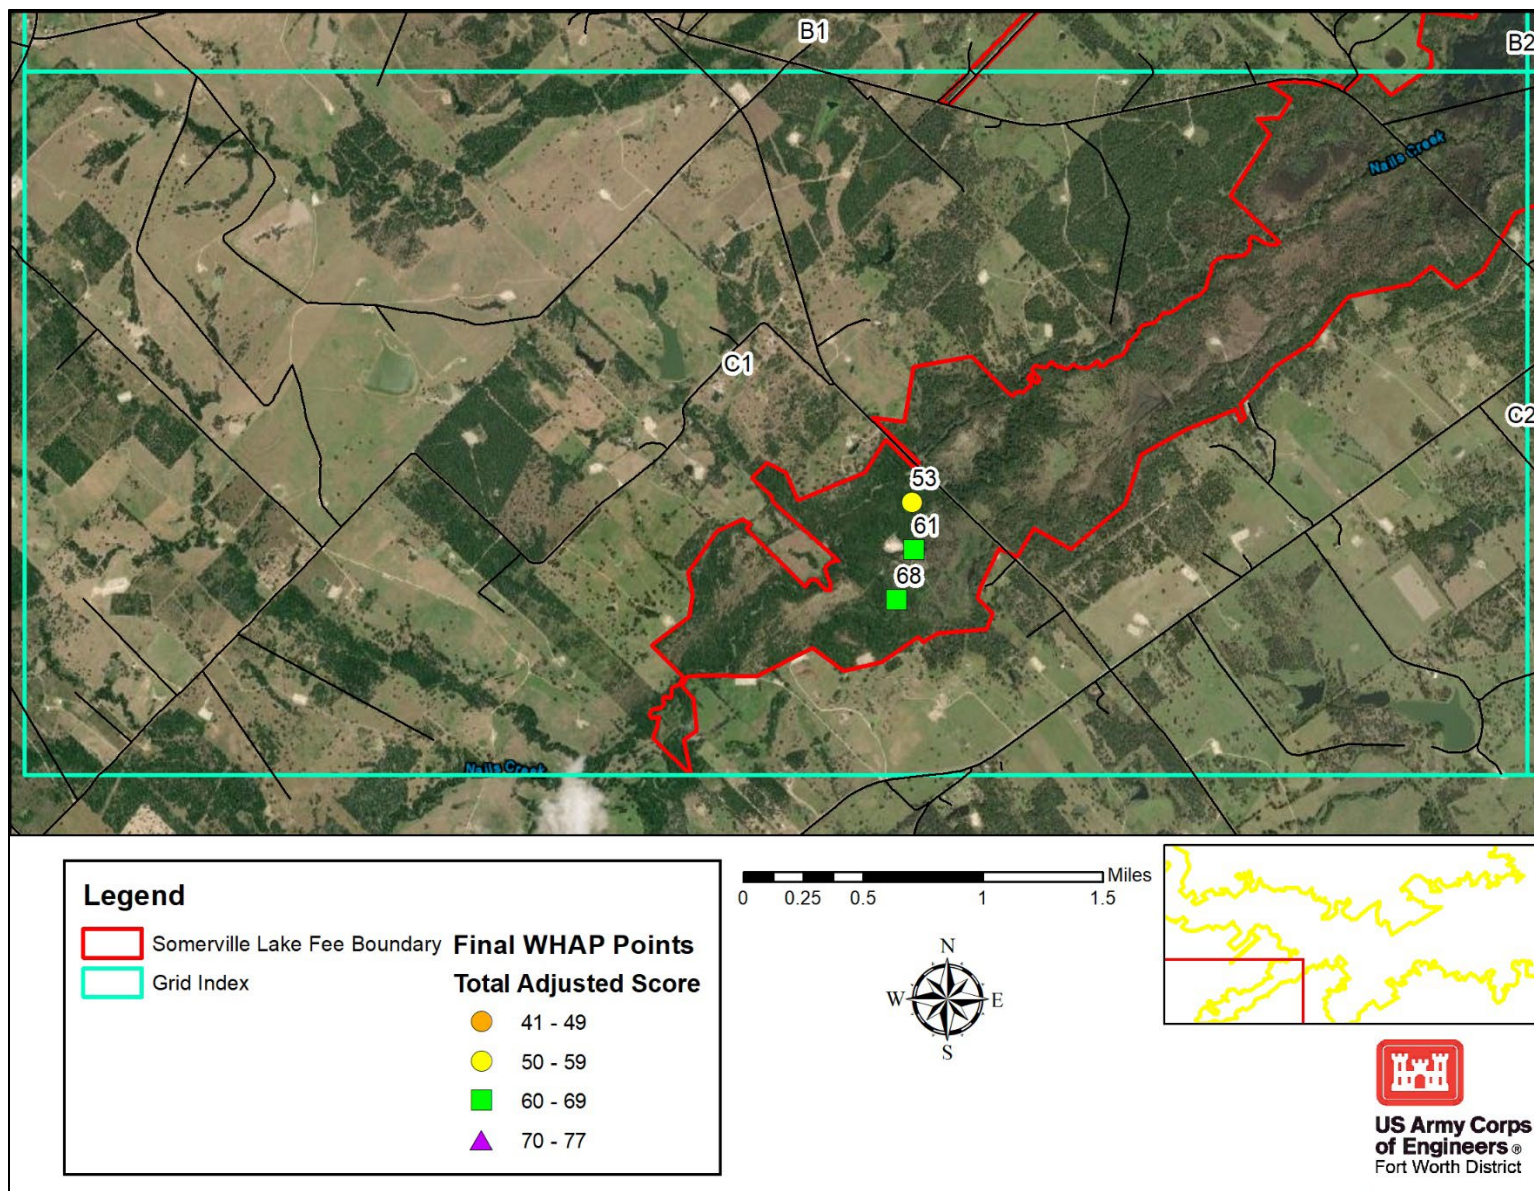 B1
B2
Nails Creek
C1
C2
53
61
68
Nails Creek
Legend
Somerville Lake Fee Boundary
Grid Index
Final WHAP Points
Total Adjusted Score
41 - 49
50 - 59
60 - 69
70 - 77
Miles
0 0.25 0.5 1 1.5
N
W E
S
US Army Corps
of Engineers ®
Fort Worth District